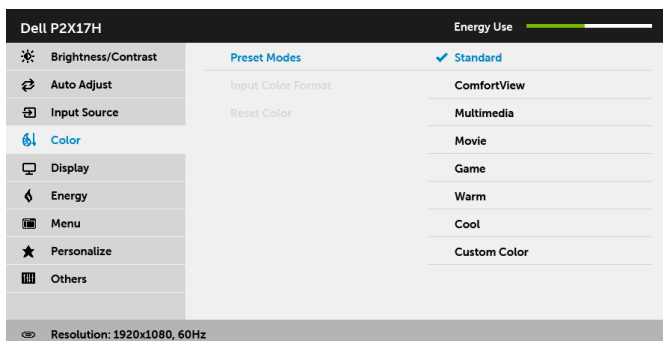 Dell P2X17H Energy Use
Brightness/Contrast Preset Modes Standard
Auto Adjust Input Color Format ComfortView
Input Source Reset Color Multimedia
Color Movie
Display Game
Energy Warm
Menu Cool
Personalize Custom Color
Others
Resolution: 1920x1080, 60Hz